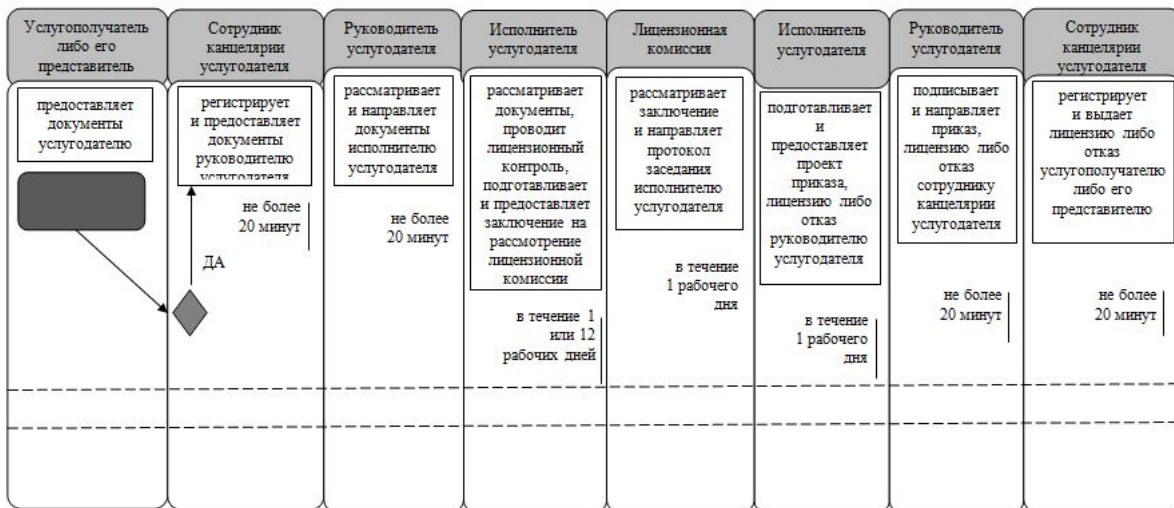 Услугополучатель
либо его
представитель
предоставляет
документы
услугодателю
Сотрудник
канцелярии
услугодателя
регистрирует
и предоставляет
документы
руководителю
услугодателя
не более
20 минут
ДА
Руководитель
услугодателя
рассматривает
и направляет
документы
исполнителю
услугодателя
не более
20 минут
Исполнитель
услугодателя
рассматривает
документы,
проводит
лицензионный
контроль,
подготавливает
и предоставляет
заключение на
рассмотрение
лицензионной
комиссии
в течение 1
или 12
рабочих дней
Лицензионная
комиссия
рассматривает
заключение
и направляет
протокол
заседания
исполнителю
услугодателя
в течение
1 рабочего
дня
Исполнитель
услугодателя
подготавливает
и
предоставляет
проект
приказа,
лицензию либо
отказ
руководителю
услугодателя
в течение
1 рабочего
дня
Руководитель
услугодателя
подписывает
и направляет
приказ,
лицензию либо
отказ
сотруднику
канцелярии
услугодателя
не более
20 минут
Сотрудник
канцелярии
услугодателя
регистрирует
и выдает
лицензию либо
отказ
услугополучателю
либо его
представителю
не более
20 минут